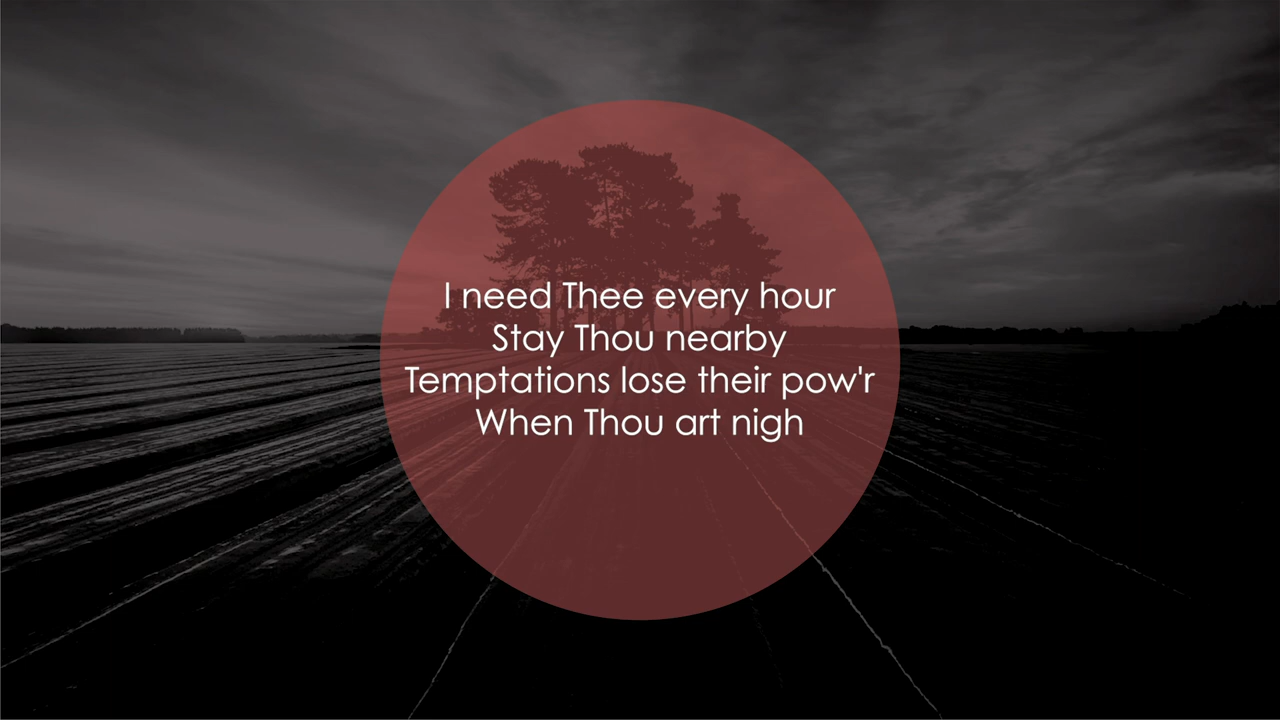 I need Thee every hour
Stay Thou nearby
Temptations lose their pow'r
When Thou art nigh